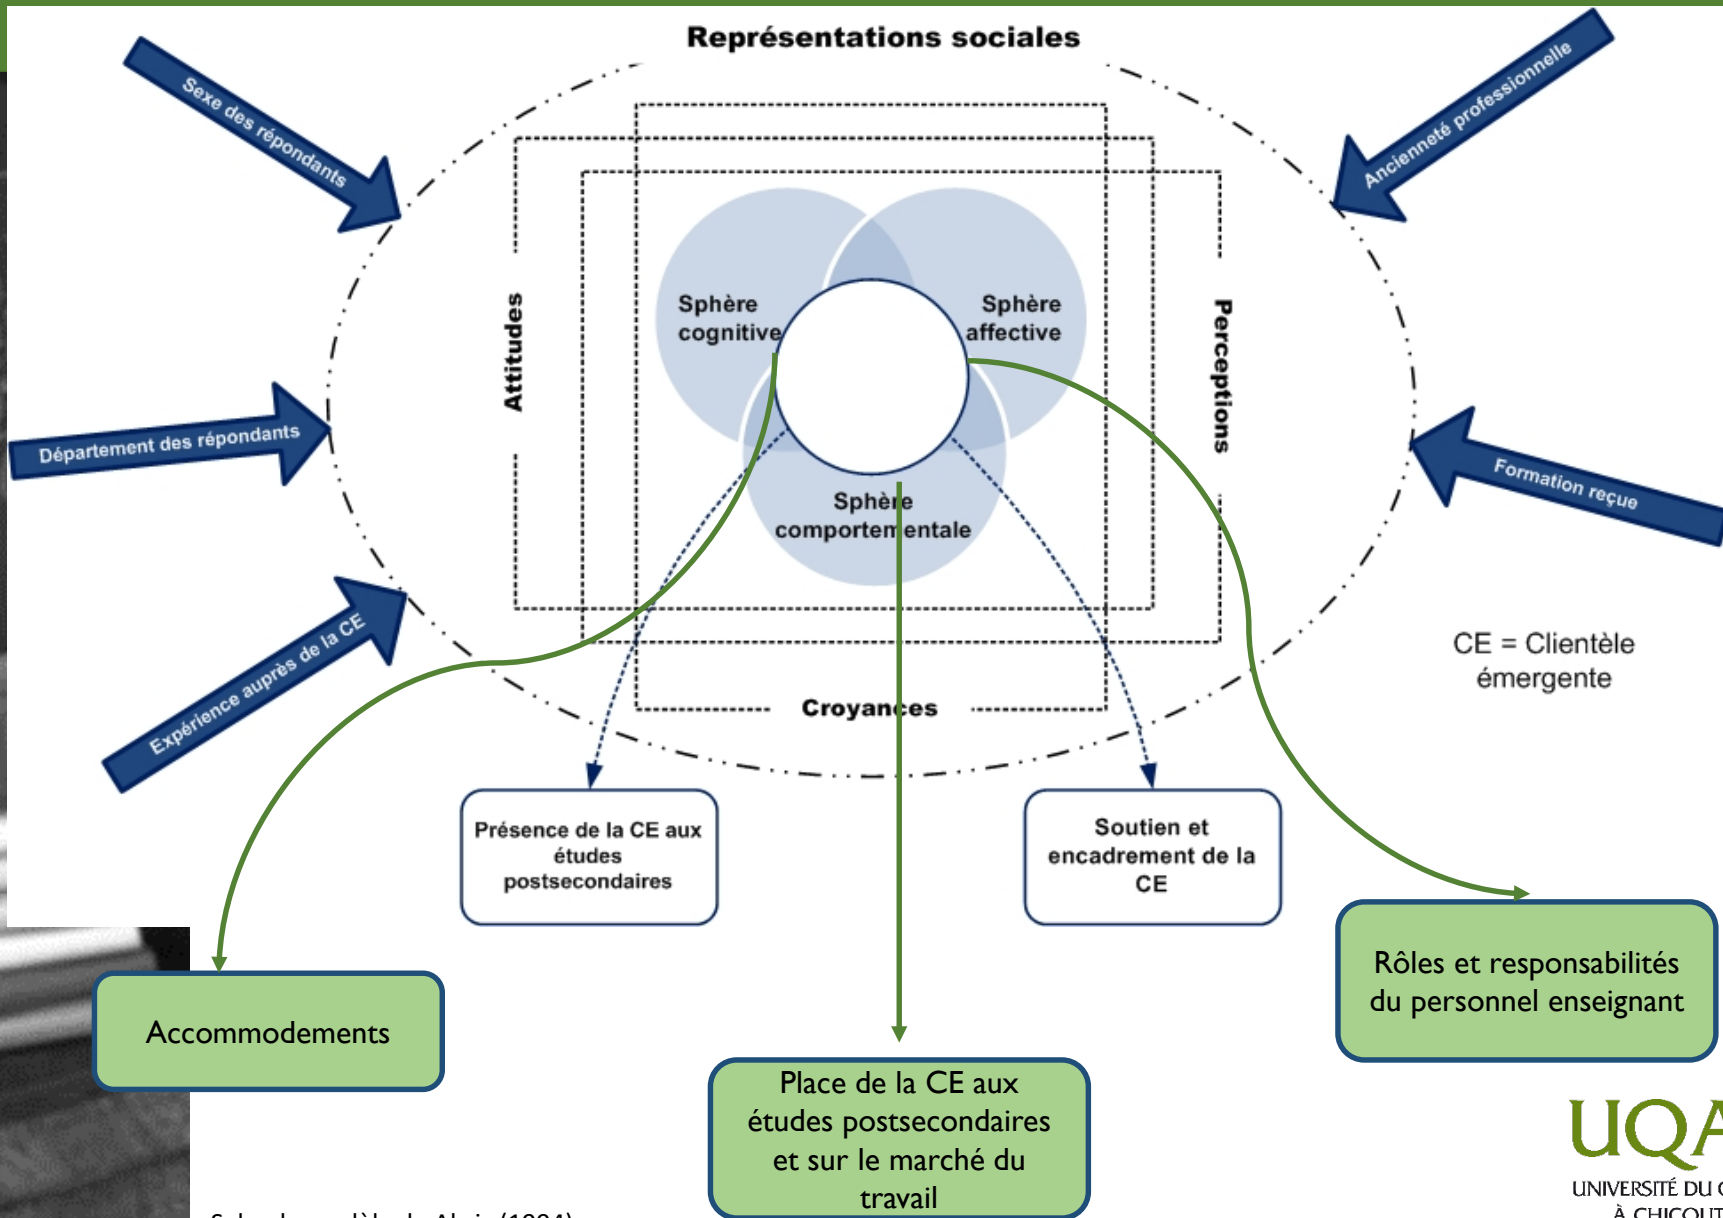 Représentations sociales
Sexe des répondants
Ancienneté professionnelle
Attitudes
Sphère
cognitive
Sphère
affective
Perceptions
Département des répondants
Formation reçue
Sphère
comportementale
Expérience auprès de la CE
CE = Clientèle
émergente
Croyances
Présence de la CE aux
études
postsecondaires
Soutien et
encadrement de la
CE
Rôles et responsabilités
du personnel enseignant
Accommodements
Place de la CE aux
études postsecondaires
et sur le marché du
travail
UQA
UNIVERSITÉ DU
À CHICOUT
(1994)